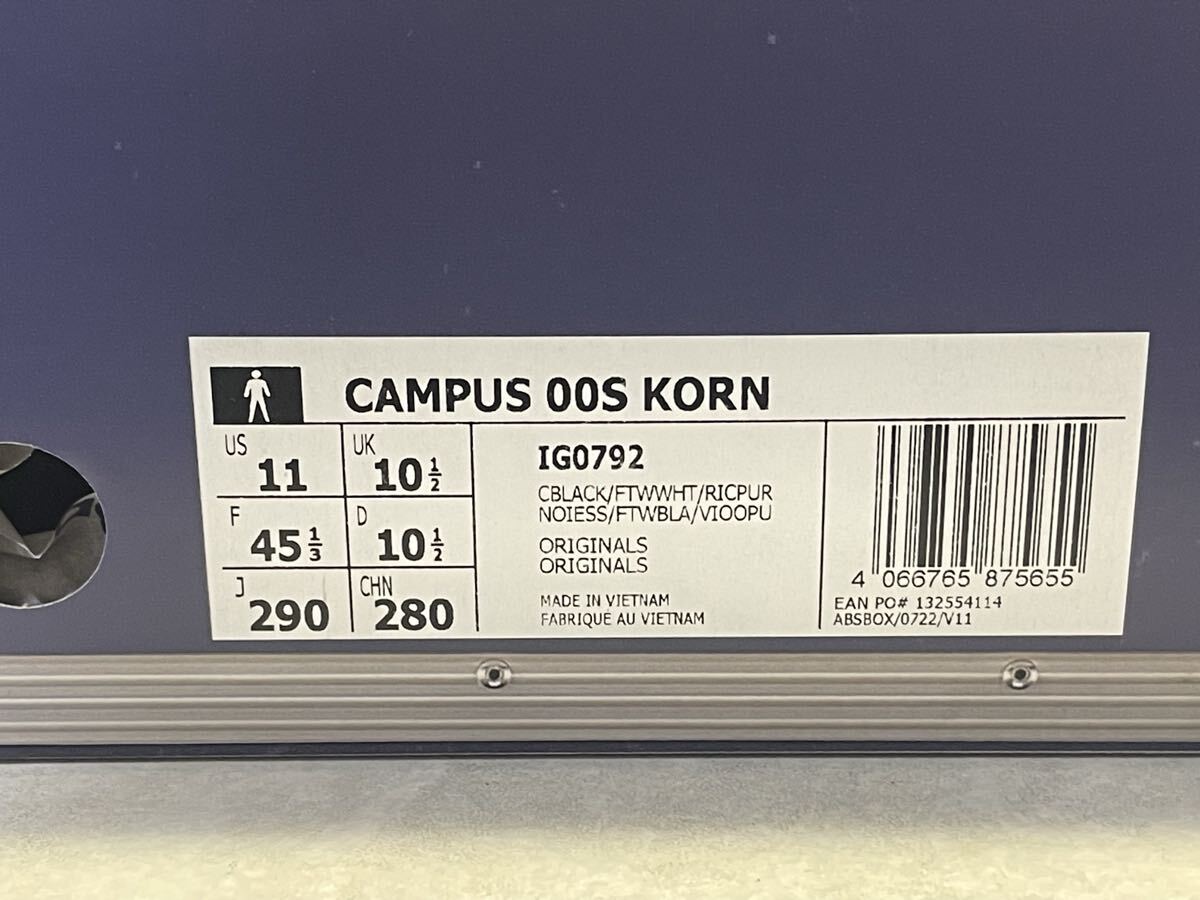 CAMPUS 00S KORN
US 11
UK 10 1/2
F 45 1/3
D 10 1/2
J 290
CHN 280
IG0792
CBLACK/FTWWHT/RICPUR
NOIESS/FTWBLA/VIOOPU
ORIGINALS
ORIGINALS
MADE IN VIETNAM
FABRIQUÉ AU VIETNAM
4 066765 875655
EAN PO# 132554114
ABSBOX/0722/V11